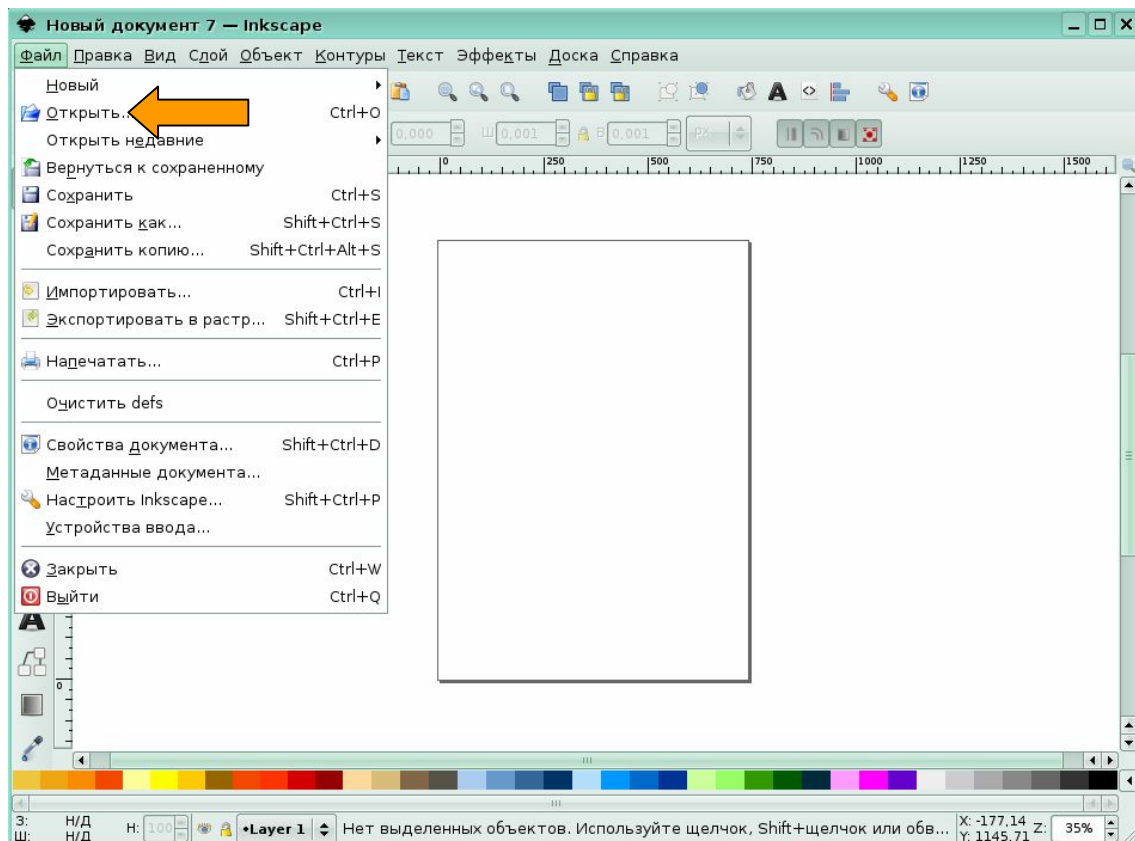 Новый документ 7 — Inkscape
Файл Правка Вид Слой Объект Контуры Текст Эффекты Доска Справка
Новый
Открыть.. Ctrl+O
Открыть недавние
Вернуться к сохраненному
Сохранить Ctrl+S
Сохранить как... Shift+Ctrl+S
Сохранить копию... Shift+Ctrl+Alt+S
Импортировать... Ctrl+I
Экспортировать в растр... Shift+Ctrl+E
Напечатать... Ctrl+P
Очистить defs
Свойства документа... Shift+Ctrl+D
Метаданные документа...
Настроить Inkscape... Shift+Ctrl+P
Устройства ввода...
Закрыть Ctrl+W
Выйти Ctrl+Q
0,000 Ш 0,001 В 0,001 px
0 250 500 750 1000 1250 1500
0
З: Н/Д
Ш: Н/Д
Н: 100 •Layer 1 Нет выделенных объектов. Используйте щелчок, Shift+щелчок или обв...
X: -177,14
Y: 1145,71
Z: 35%